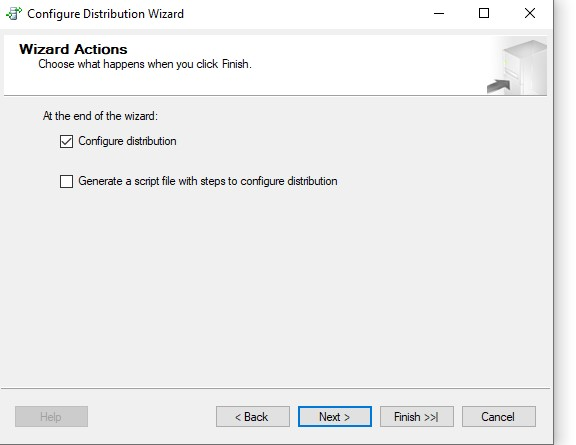 Configure Distribution Wizard
Wizard Actions
Choose what happens when you click Finish.
At the end of the wizard:
Configure distribution
Generate a script file with steps to configure distribution
Help
< Back
Next >
Finish >>|
Cancel